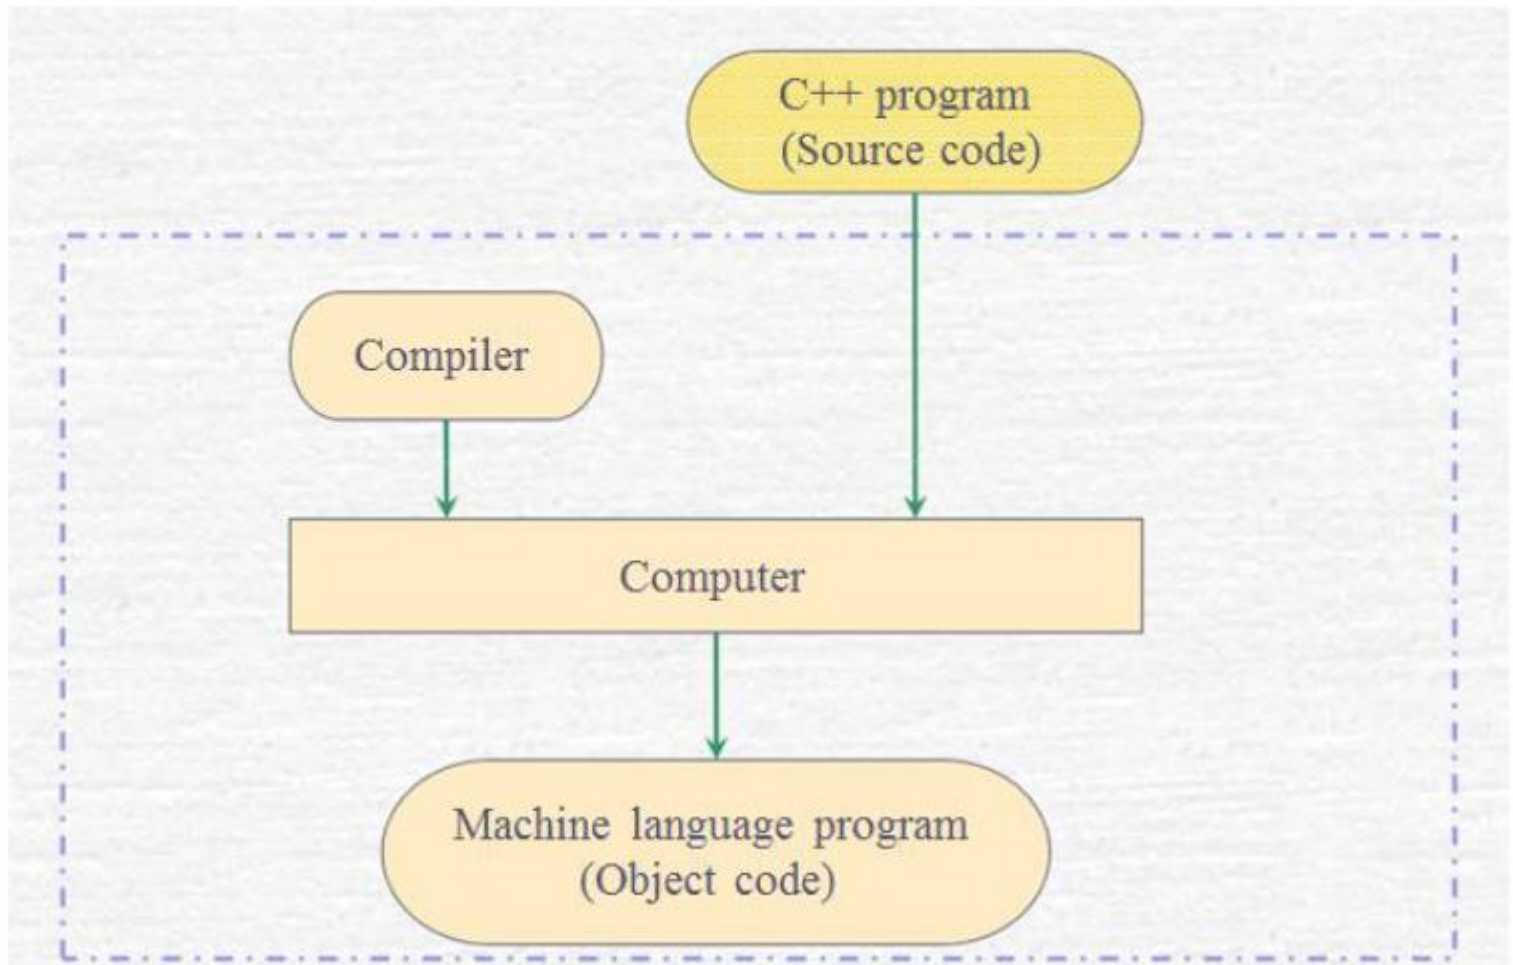 C++ program
(Source code)
Compiler
Computer
Machine language program
(Object code)